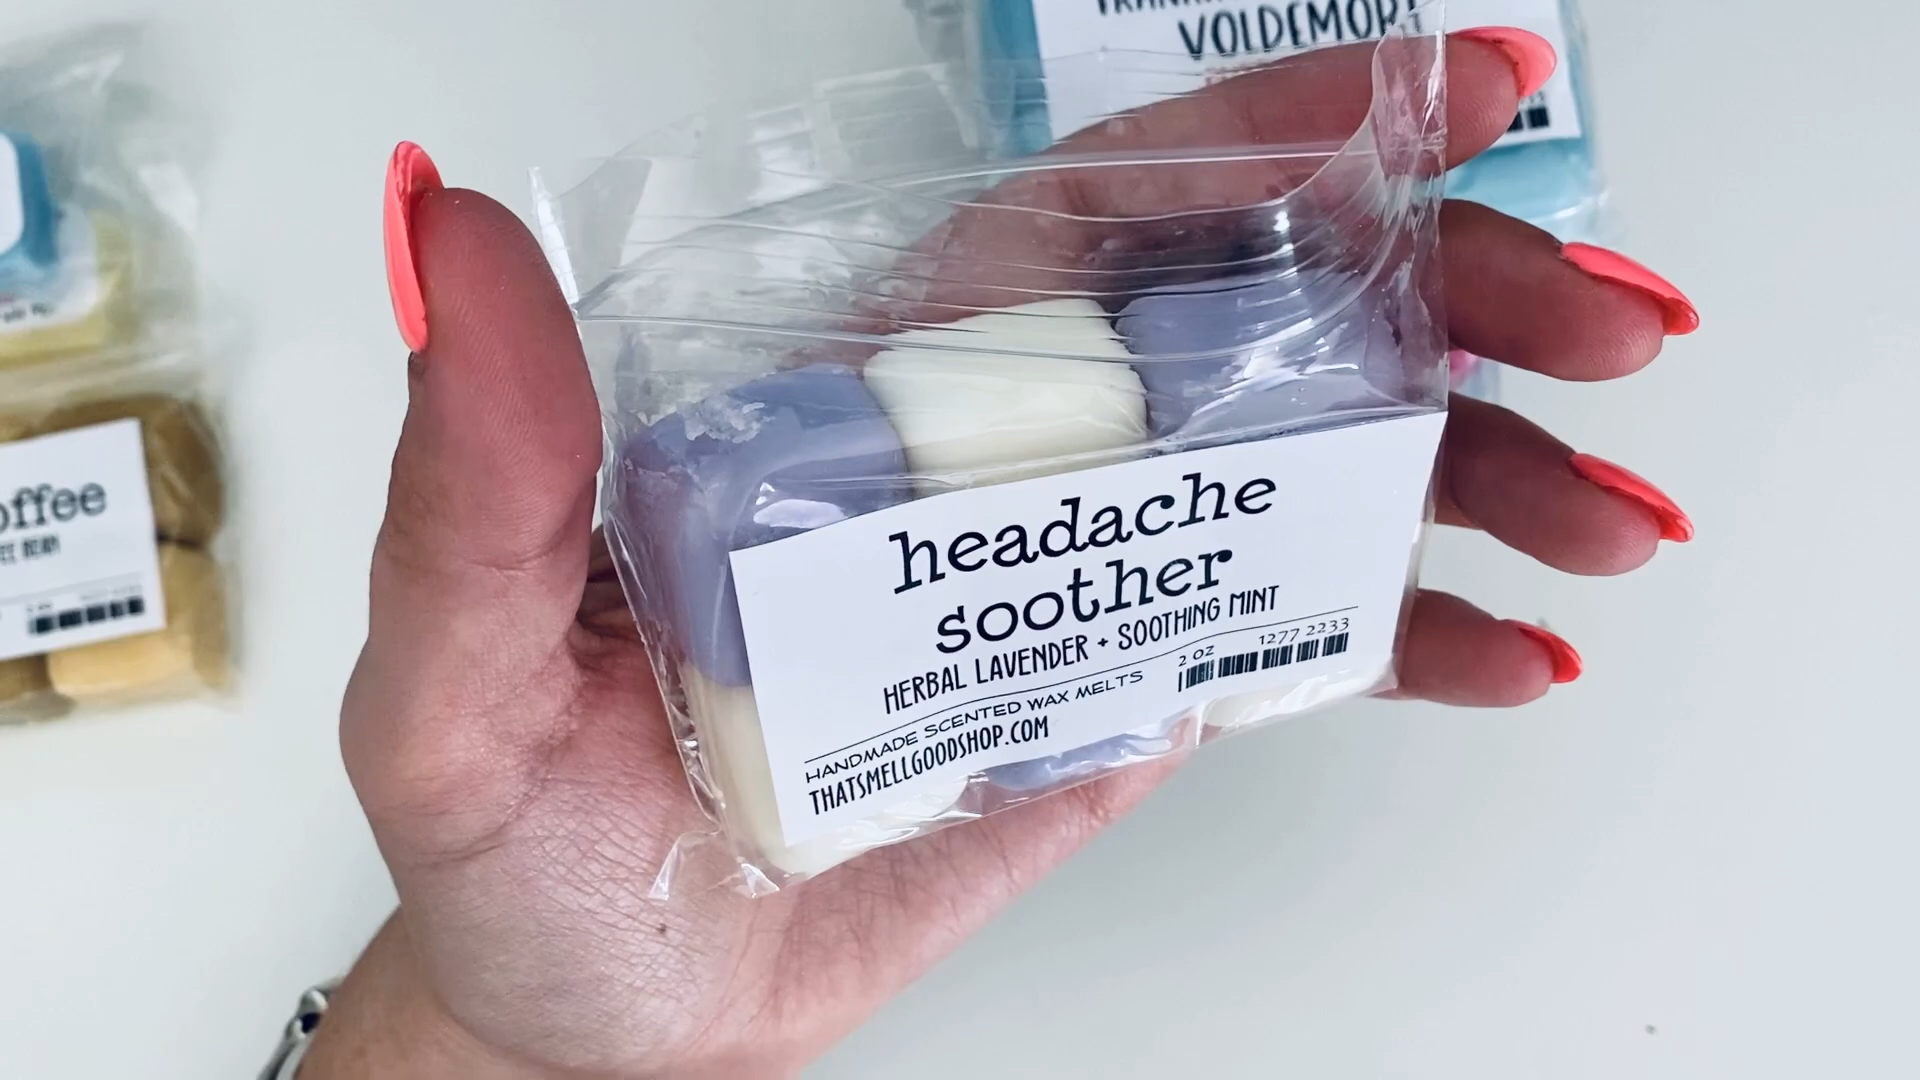 VOLDEMORT
headache
soother
HERBAL LAVENDER + SOOTHING MINT
1277 2233
2 OZ
HANDMADE SCENTED WAX MELTS
THATSMELLGOODSHOP.COM
offee